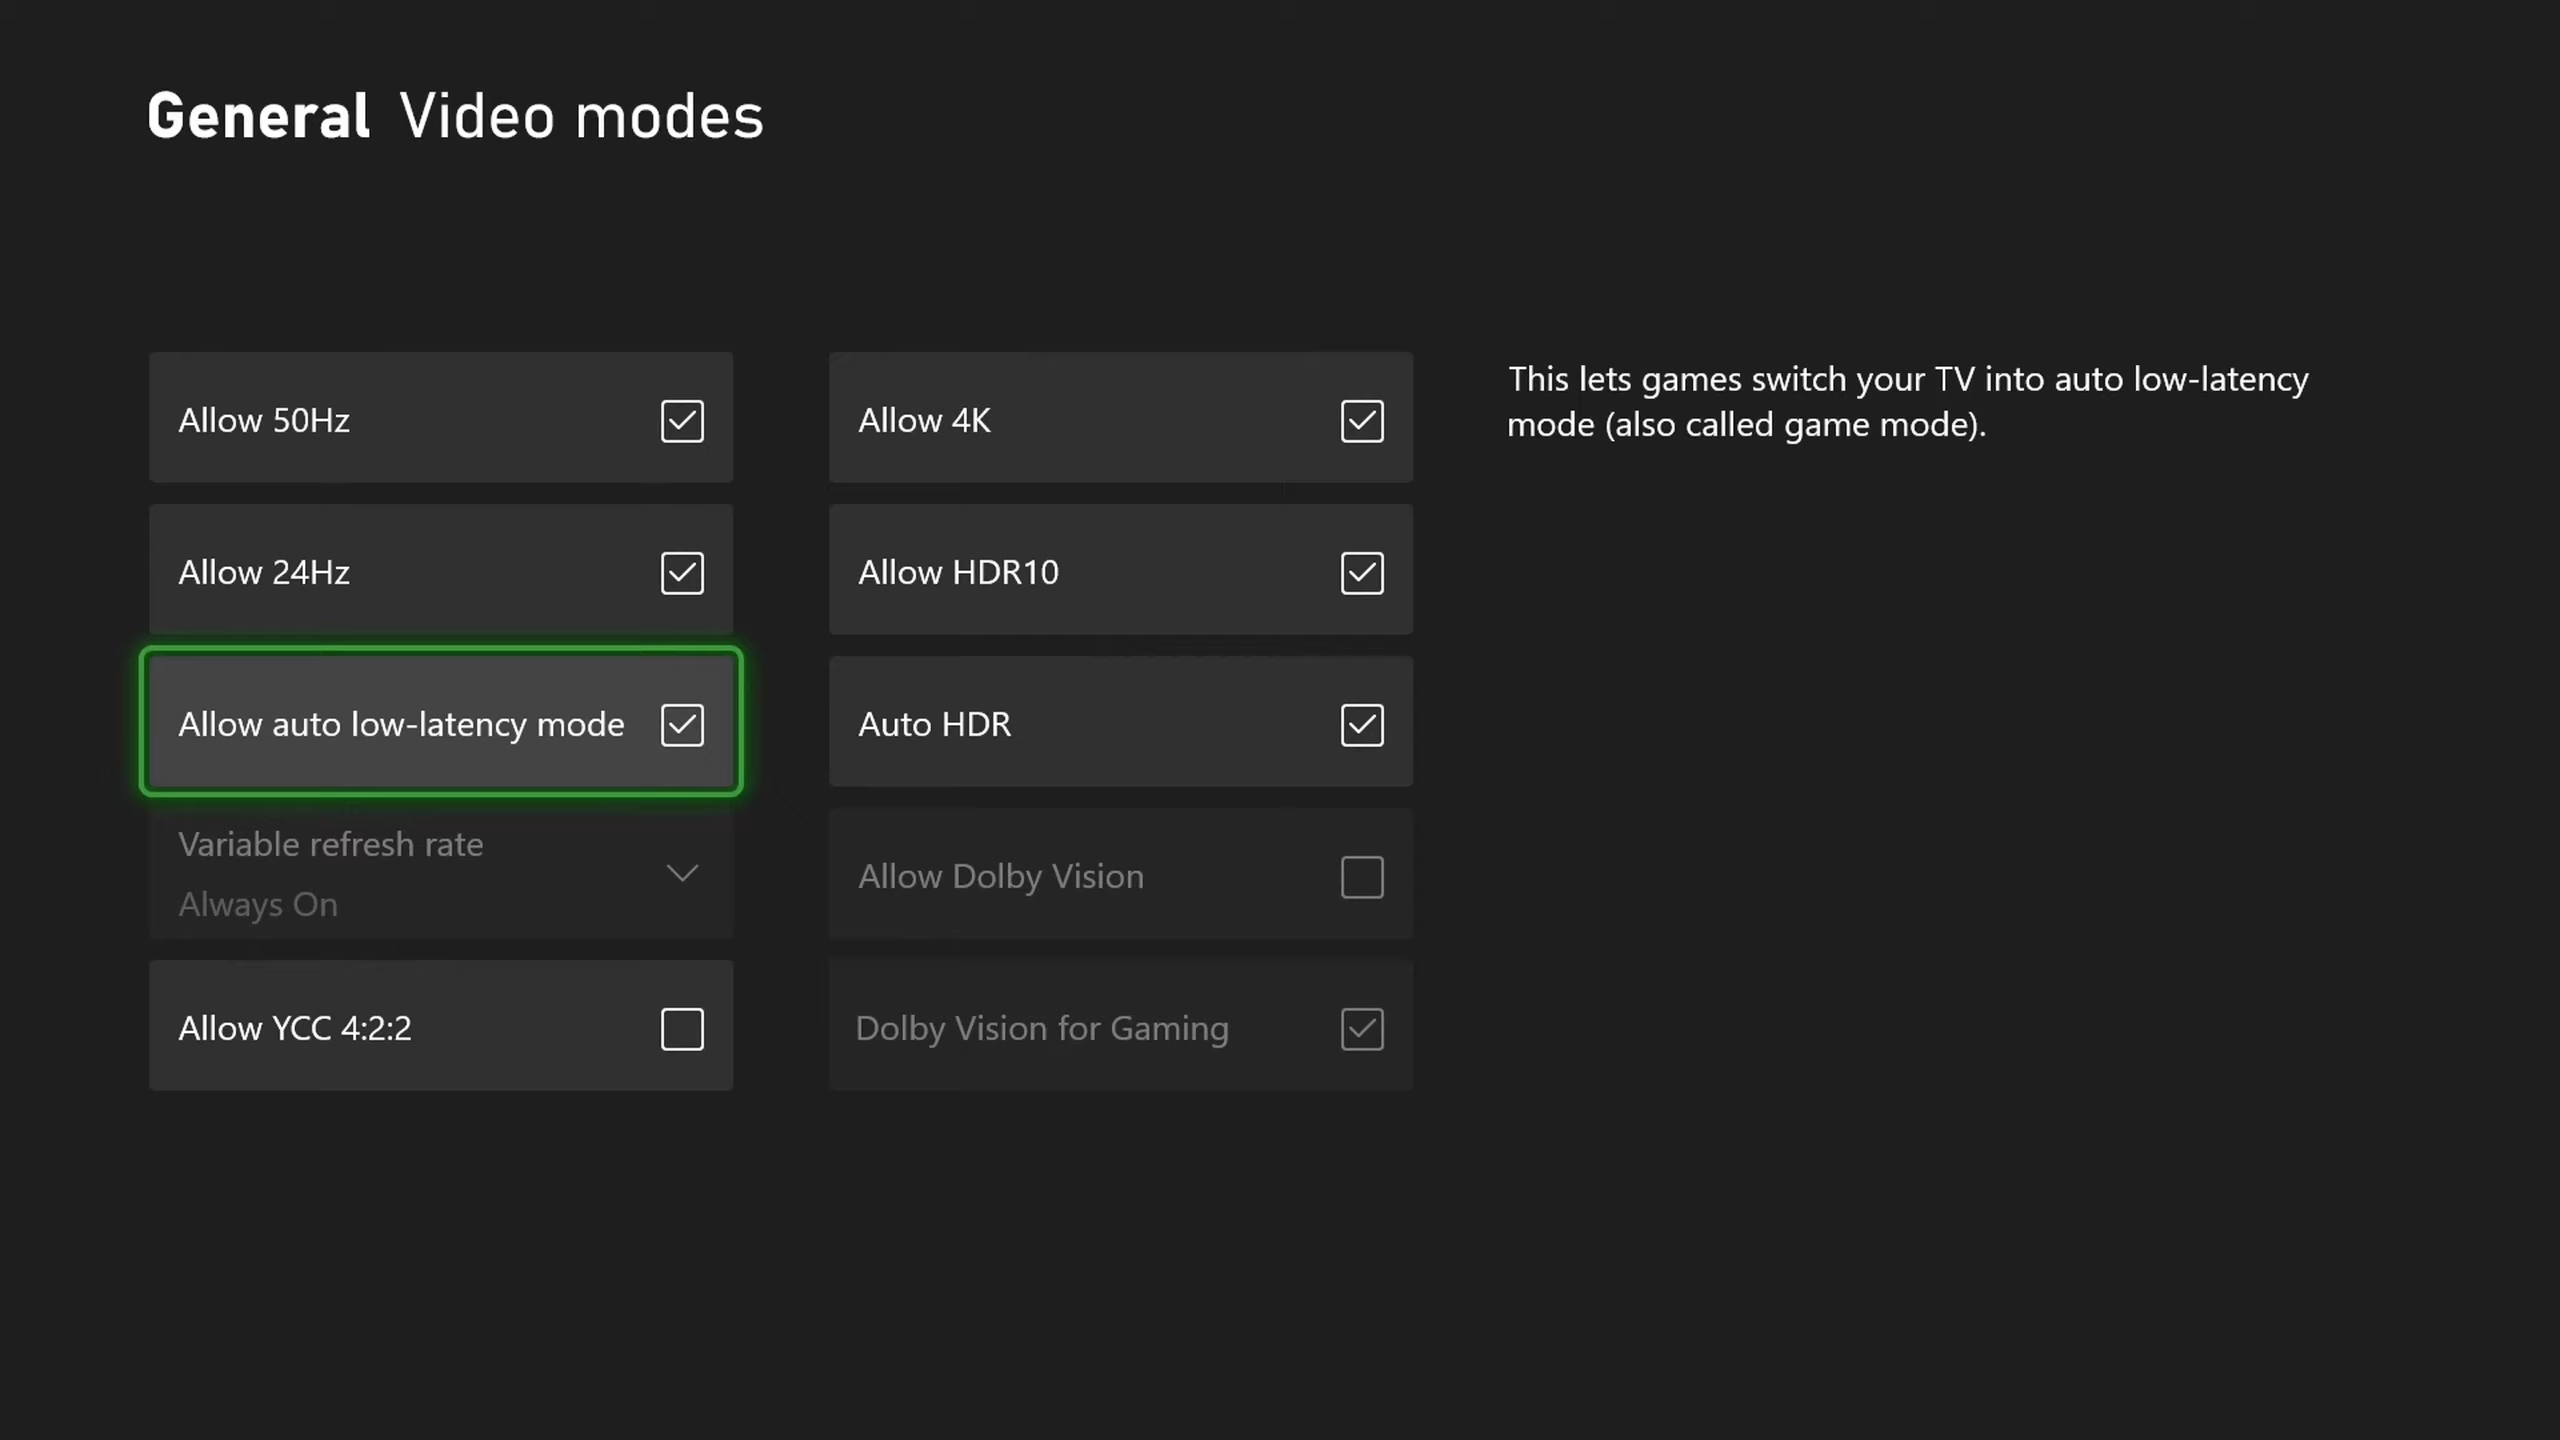 General Video modes
Allow 50Hz
Allow 24Hz
Allow auto low-latency mode
Variable refresh rate
Always On
Allow YCC 4:2:2
Allow 4K
Allow HDR10
Auto HDR
Allow Dolby Vision
Dolby Vision for Gaming
This lets games switch your TV into auto low-latency
mode (also called game mode).